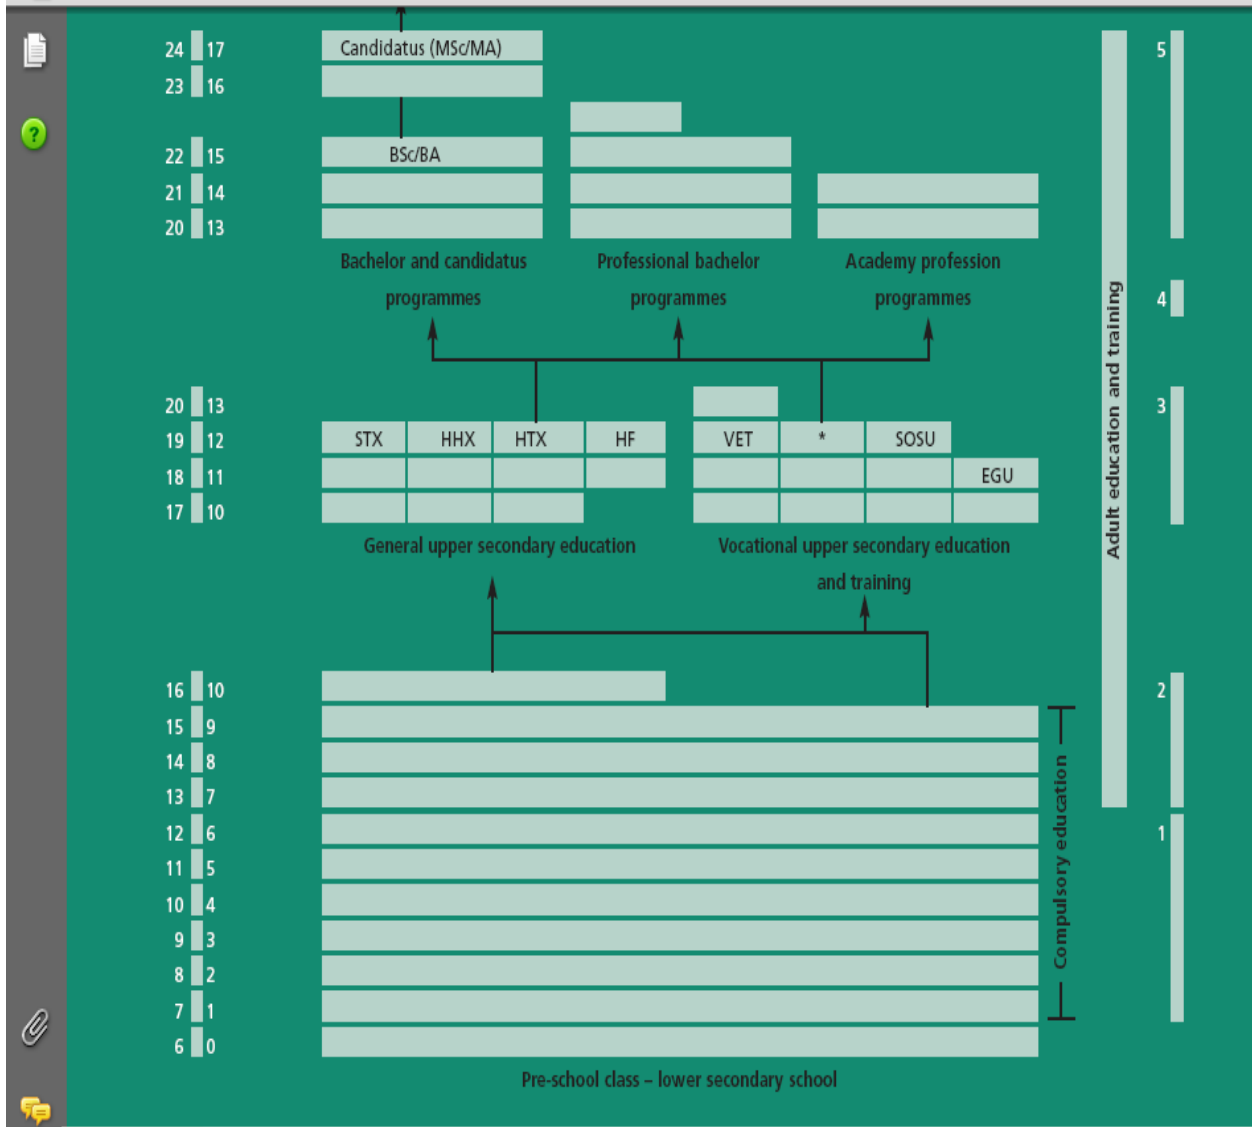 24 17 Candidatus (MSc/MA) 5
23 16
22 15 BSc/BA
21 14
20 13
Bachelor and candidatus Professional bachelor Academy profession
programmes programmes programmes 4
20 13 3
19 12 STX HHX HTX HF VET * SOSU
18 11 EGU
17 10
General upper secondary education Vocational upper secondary education
and training
Adult education and training
16 10 2
15 9
14 8
13 7
12 6 1
11 5
10 4
9 3
8 2
7 1
6 0
Compulsory education
Pre-school class – lower secondary school
?